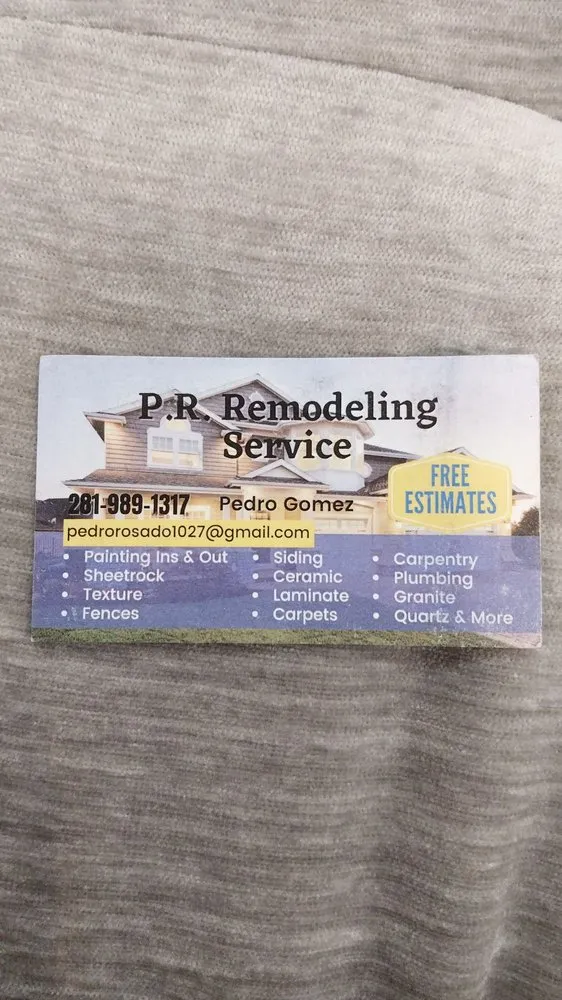 P.R. Remodeling
Service
FREE
ESTIMATES
281-989-1317 Pedro Gomez
pedrorosado1027@gmail.com
• Painting Ins & Out
• Sheetrock
• Texture
• Fences
• Siding
• Ceramic
• Laminate
• Carpets
• Carpentry
• Plumbing
• Granite
• Quartz & More